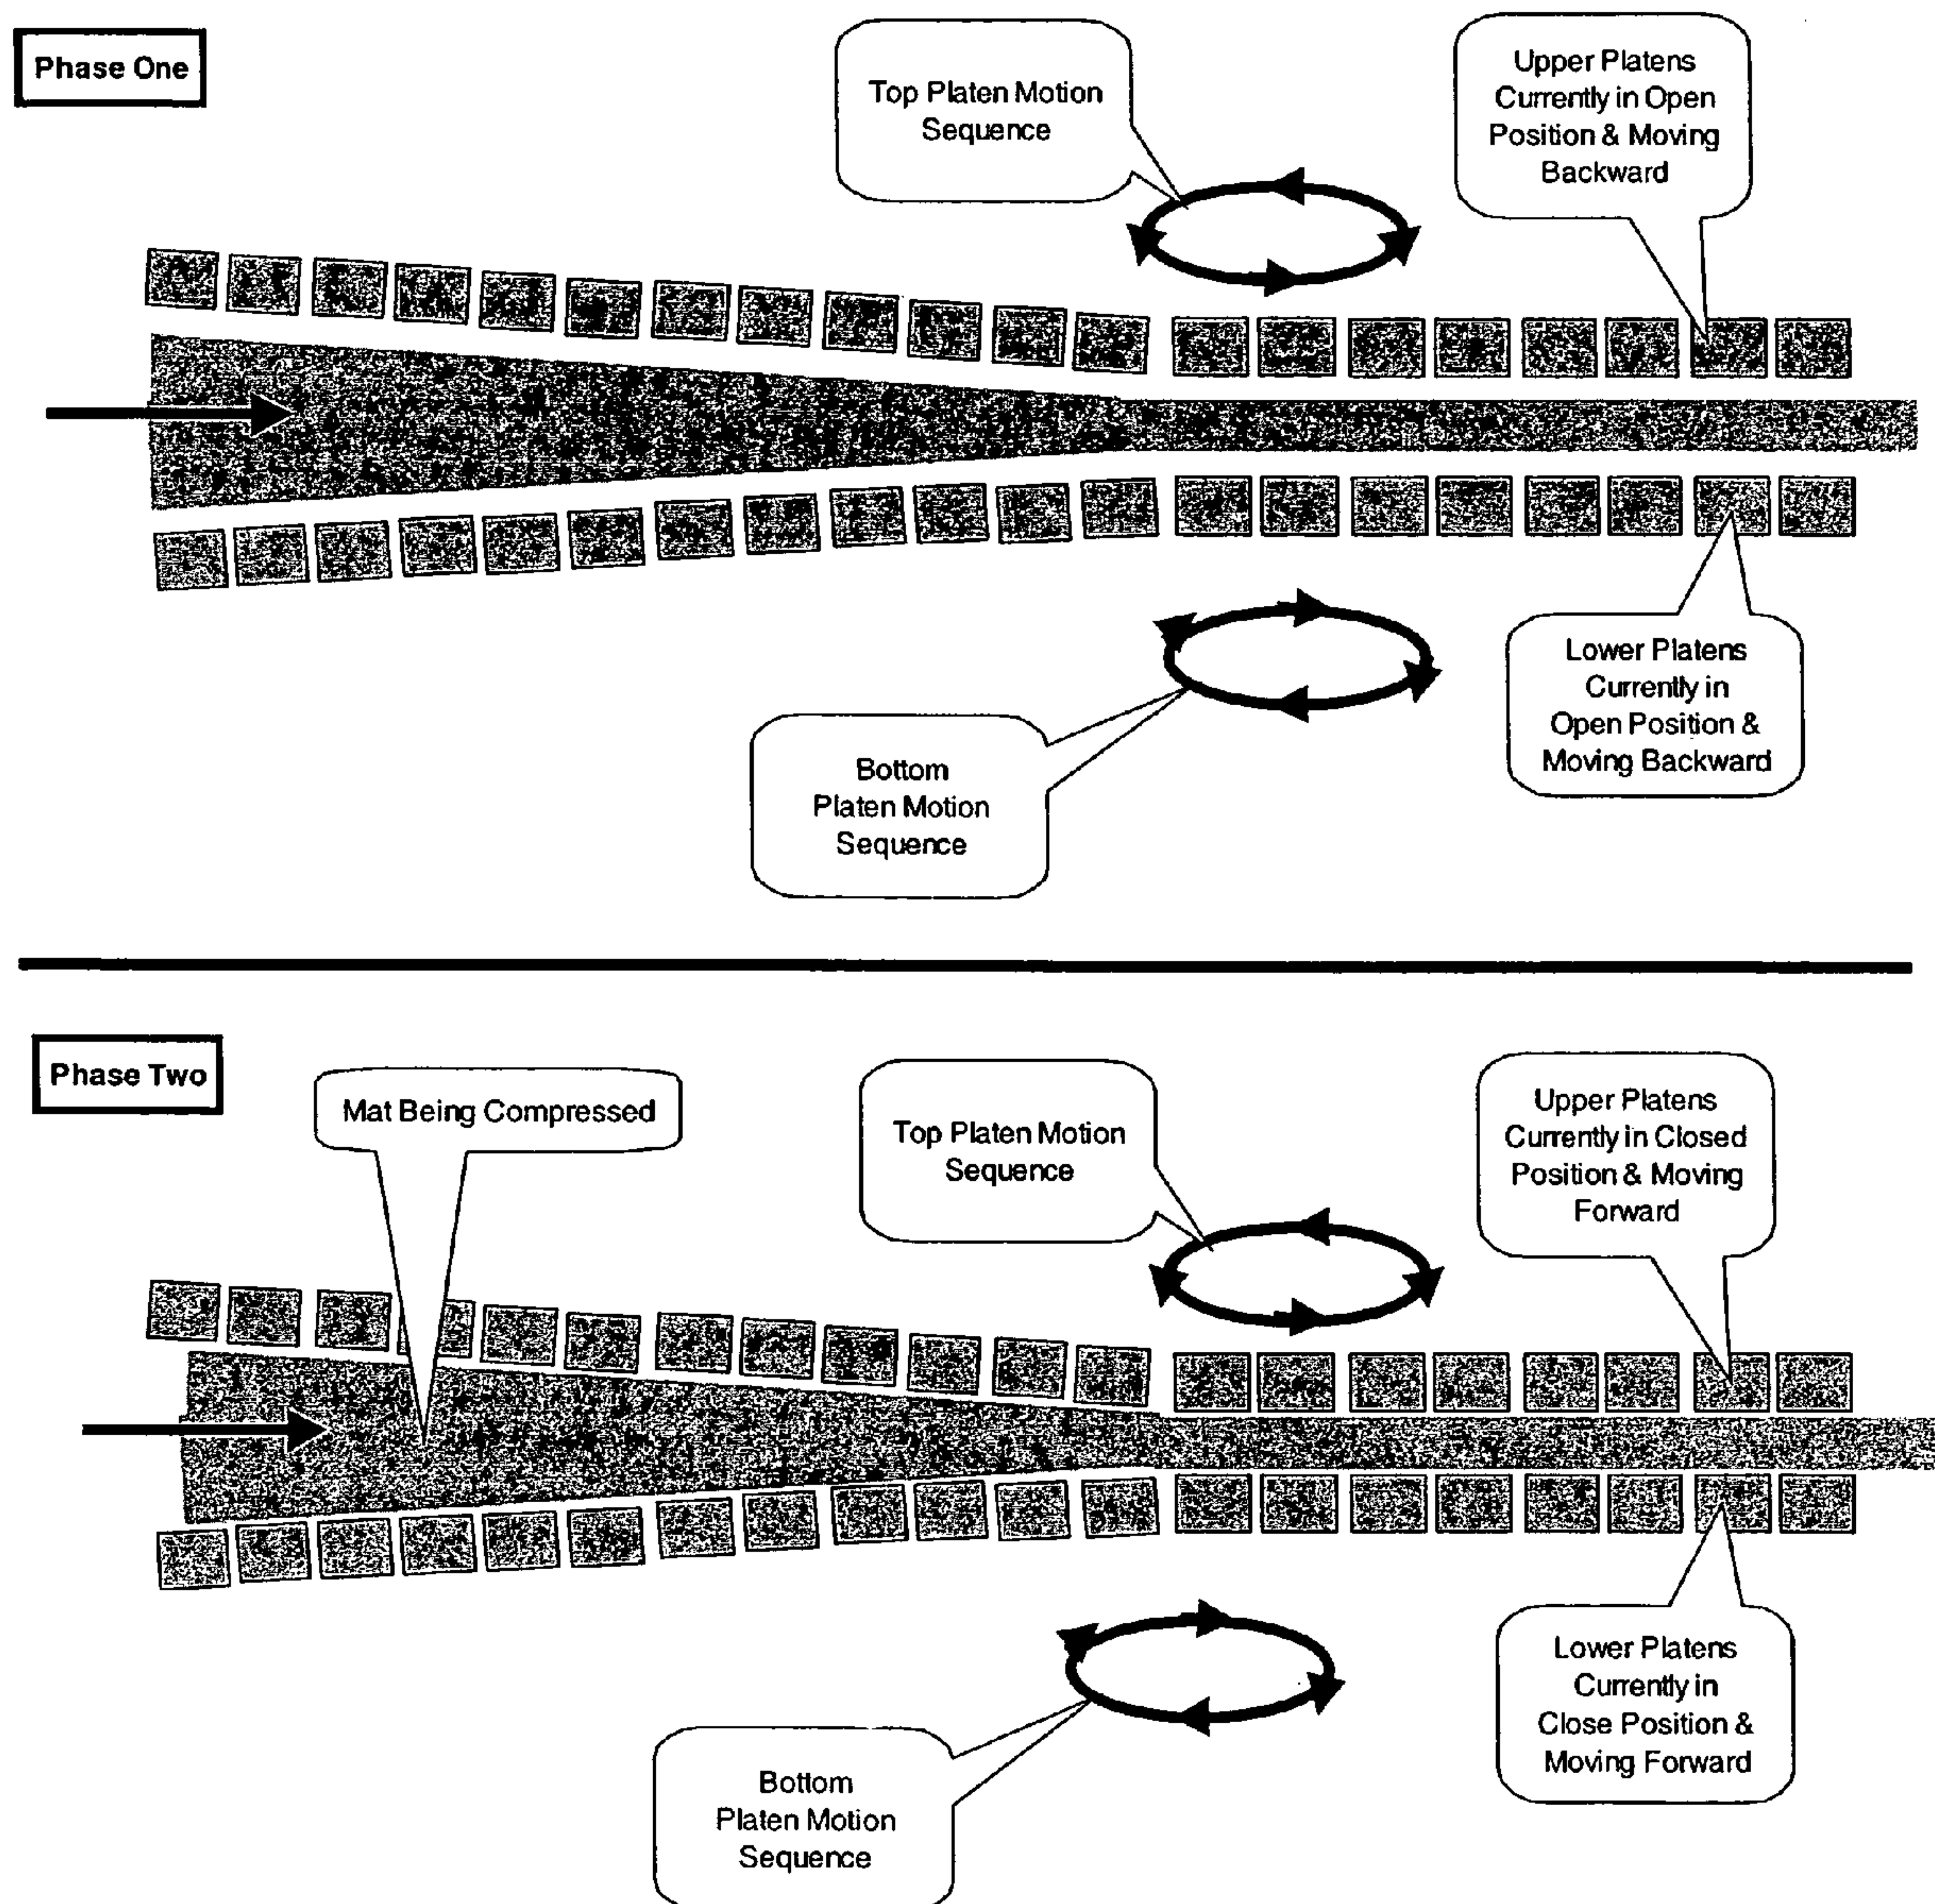 Phase One
Top Platen Motion
Sequence
Upper Platens
Currently in Open
Position & Moving
Backward
Bottom
Platen Motion
Sequence
Lower Platens
Currently in
Open Position &
Moving Backward
Phase Two
Mat Being Compressed
Top Platen Motion
Sequence
Upper Platens
Currently in Closed
Position & Moving
Forward
Bottom
Platen Motion
Sequence
Lower Platens
Currently in
Close Position &
Moving Forward